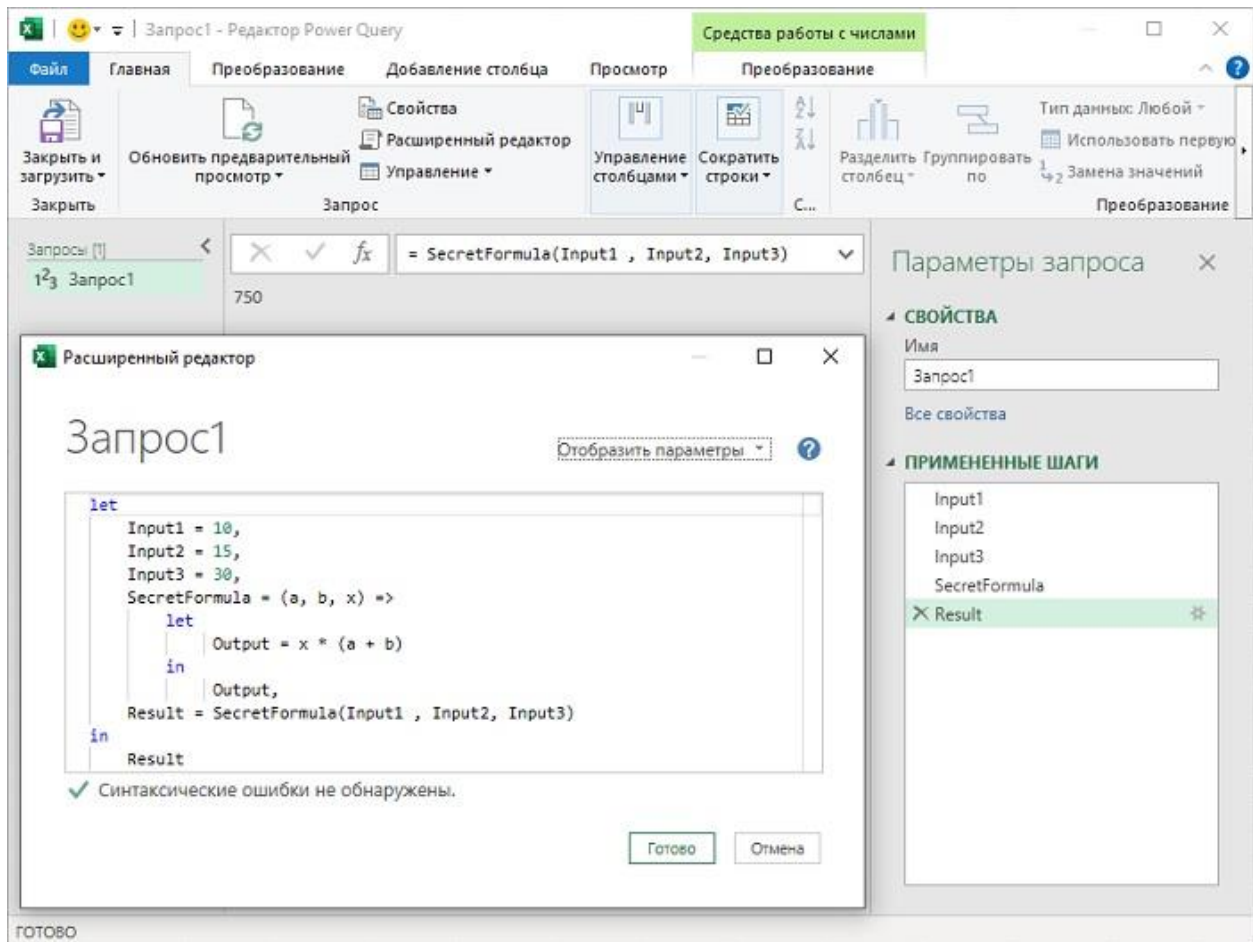 Запрос1 - Редактор Power Query
Средства работы с числами
Файл Главная Преобразование Добавление столбца Просмотр Преобразование
Закрыть и загрузить
Обновить предварительный просмотр
Свойства
Расширенный редактор
Управление
Управление столбцами
Сократить строки
Разделить столбец
Группировать по
Тип данных: Любой
Использовать первую
Замена значений
Закрыть Запрос С... Преобразование
Запросы [1]
1²3 Запрос1
fx = SecretFormula(Input1 , Input2, Input3)
750
Расширенный редактор
Запрос1
Отобразить параметры
let
Input1 = 10,
Input2 = 15,
Input3 = 30,
SecretFormula = (a, b, x) =>
let
Output = x * (a + b)
in
Output,
Result = SecretFormula(Input1 , Input2, Input3)
in
Result
Синтаксические ошибки не обнаружены.
Готово Отмена
Параметры запроса
СВОЙСТВА
Имя
Запрос1
Все свойства
ПРИМЕНЕННЫЕ ШАГИ
Input1
Input2
Input3
SecretFormula
Result
ГОТОВО